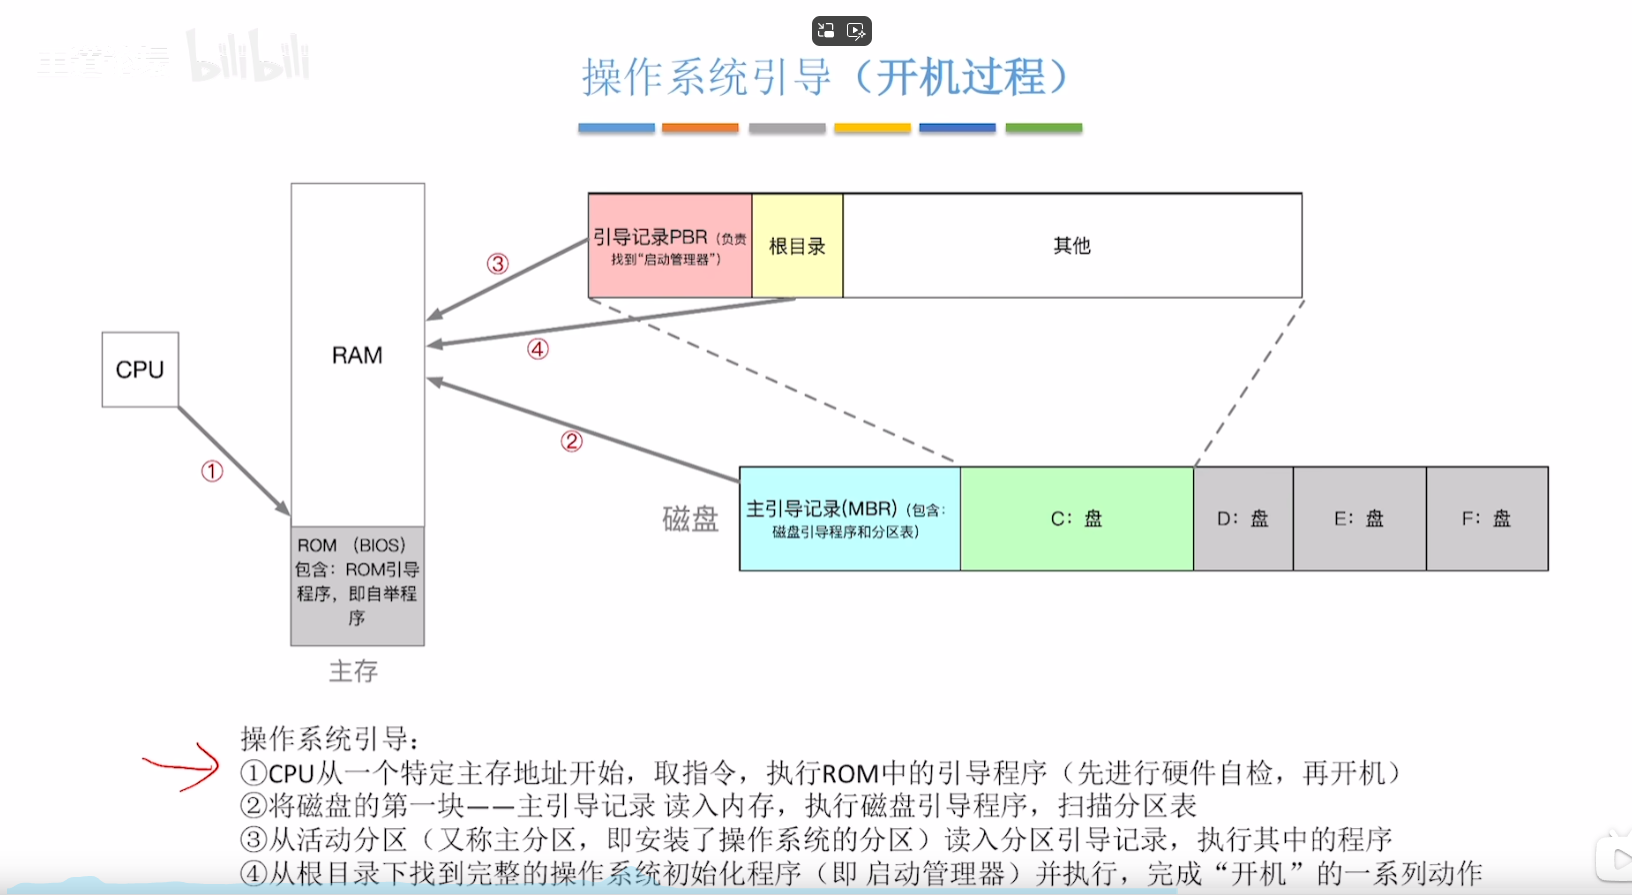 bilibili
操作系统引导（开机过程）
引导记录PBR（负责
找到“启动管理器”）
根目录
其他
③
④
RAM
CPU
②
①
磁盘
主引导记录(MBR)（包含：
磁盘引导程序和分区表）
C：盘
D：盘
E：盘
F：盘
ROM （BIOS）
包含：ROM引导
程序，即自举程
序
主存
操作系统引导：
①CPU从一个特定主存地址开始，取指令，执行ROM中的引导程序（先进行硬件自检，再开机）
②将磁盘的第一块——主引导记录 读入内存，执行磁盘引导程序，扫描分区表
③从活动分区（又称主分区，即安装了操作系统的分区）读入分区引导记录，执行其中的程序
④从根目录下找到完整的操作系统初始化程序（即 启动管理器）并执行，完成“开机”的一系列动作